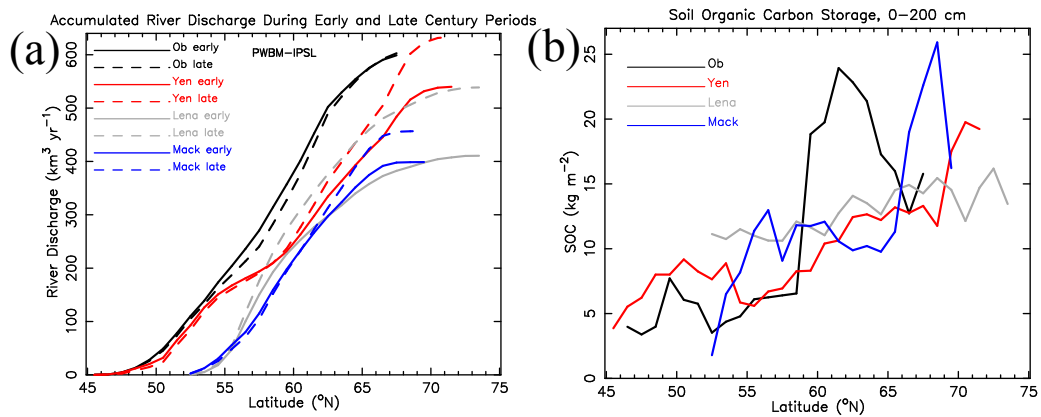 (a)
Accumulated River Discharge During Early and Late Century Periods
PWBM-IPSL
Ob early
Ob late
Yen early
Yen late
Lena early
Lena late
Mack early
Mack late
River Discharge (km³ yr⁻¹)
0
100
200
300
400
500
600
45
50
55
60
65
70
75
Latitude (°N)
(b)
Soil Organic Carbon Storage, 0–200 cm
Ob
Yen
Lena
Mack
SOC (kg m⁻²)
0
5
10
15
20
25
45
50
55
60
65
70
75
Latitude (°N)